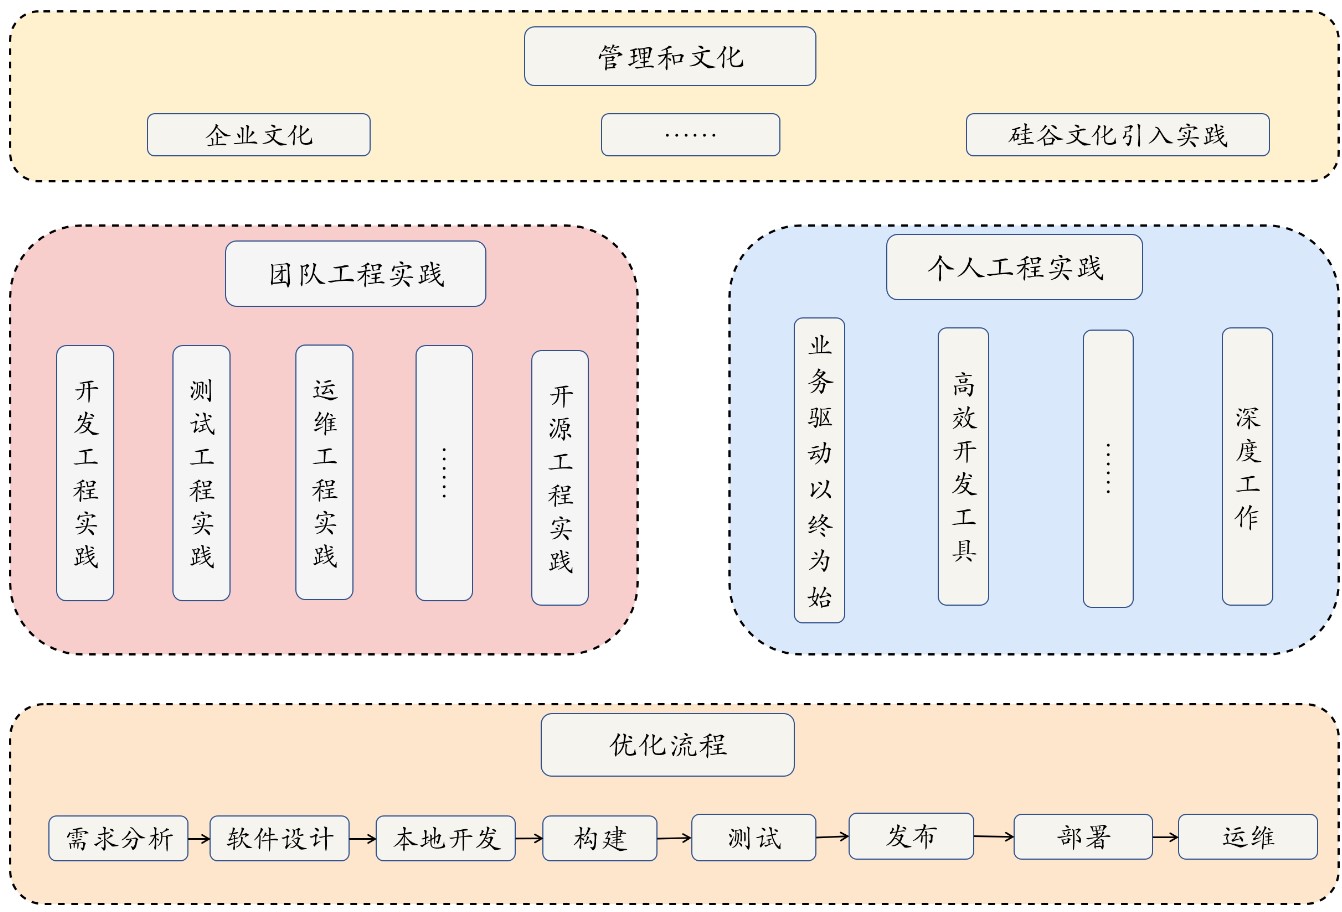 管理和文化
企业文化
……
硅谷文化引入实践
团队工程实践
开发工程实践
测试工程实践
运维工程实践
……
开源工程实践
个人工程实践
业务驱动以终为始
高效开发工具
……
深度工作
优化流程
需求分析
软件设计
本地开发
构建
测试
发布
部署
运维